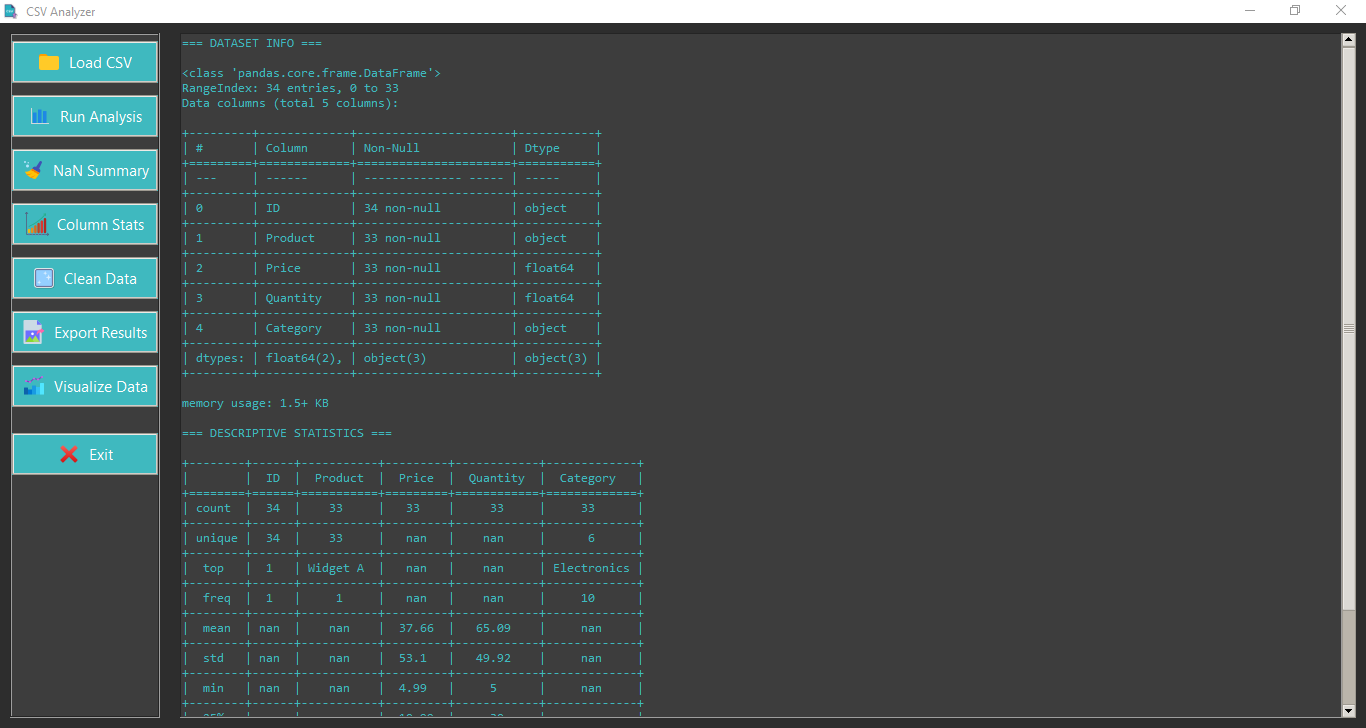 CSV Analyzer
Load CSV
Run Analysis
NaN Summary
Column Stats
Clean Data
Export Results
Visualize Data
Exit
=== DATASET INFO ===
<class 'pandas.core.frame.DataFrame'>
RangeIndex: 34 entries, 0 to 33
Data columns (total 5 columns):
+---------+-------------+----------------------+-----------+
| #       | Column      | Non-Null             | Dtype     |
+=========+=============+======================+===========+
| ---     | ------      | -------------- ----- | -----     |
+---------+-------------+----------------------+-----------+
| 0       | ID          | 34 non-null          | object    |
+---------+-------------+----------------------+-----------+
| 1       | Product     | 33 non-null          | object    |
+---------+-------------+----------------------+-----------+
| 2       | Price       | 33 non-null          | float64   |
+---------+-------------+----------------------+-----------+
| 3       | Quantity    | 33 non-null          | float64   |
+---------+-------------+----------------------+-----------+
| 4       | Category    | 33 non-null          | object    |
+---------+-------------+----------------------+-----------+
| dtypes: | float64(2), | object(3)            | object(3) |
+---------+-------------+----------------------+-----------+
memory usage: 1.5+ KB
=== DESCRIPTIVE STATISTICS ===
+--------+------+-----------+---------+------------+-------------+
|        |  ID  |  Product  |  Price  |  Quantity  |  Category   |
+========+======+===========+=========+============+=============+
| count  |  34  |    33     |   33    |     33     |     33      |
+--------+------+-----------+---------+------------+-------------+
| unique |  34  |    33     |   nan   |    nan     |      6      |
+--------+------+-----------+---------+------------+-------------+
|  top   |  1   | Widget A  |   nan   |    nan     | Electronics |
+--------+------+-----------+---------+------------+-------------+
|  freq  |  1   |     1     |   nan   |    nan     |     10      |
+--------+------+-----------+---------+------------+-------------+
|  mean  | nan  |    nan    |  37.66  |   65.09    |     nan     |
+--------+------+-----------+---------+------------+-------------+
|  std   | nan  |    nan    |  53.1   |   49.92    |     nan     |
+--------+------+-----------+---------+------------+-------------+
|  min   | nan  |    nan    |  4.99   |     5      |     nan     |
+--------+------+-----------+---------+------------+-------------+